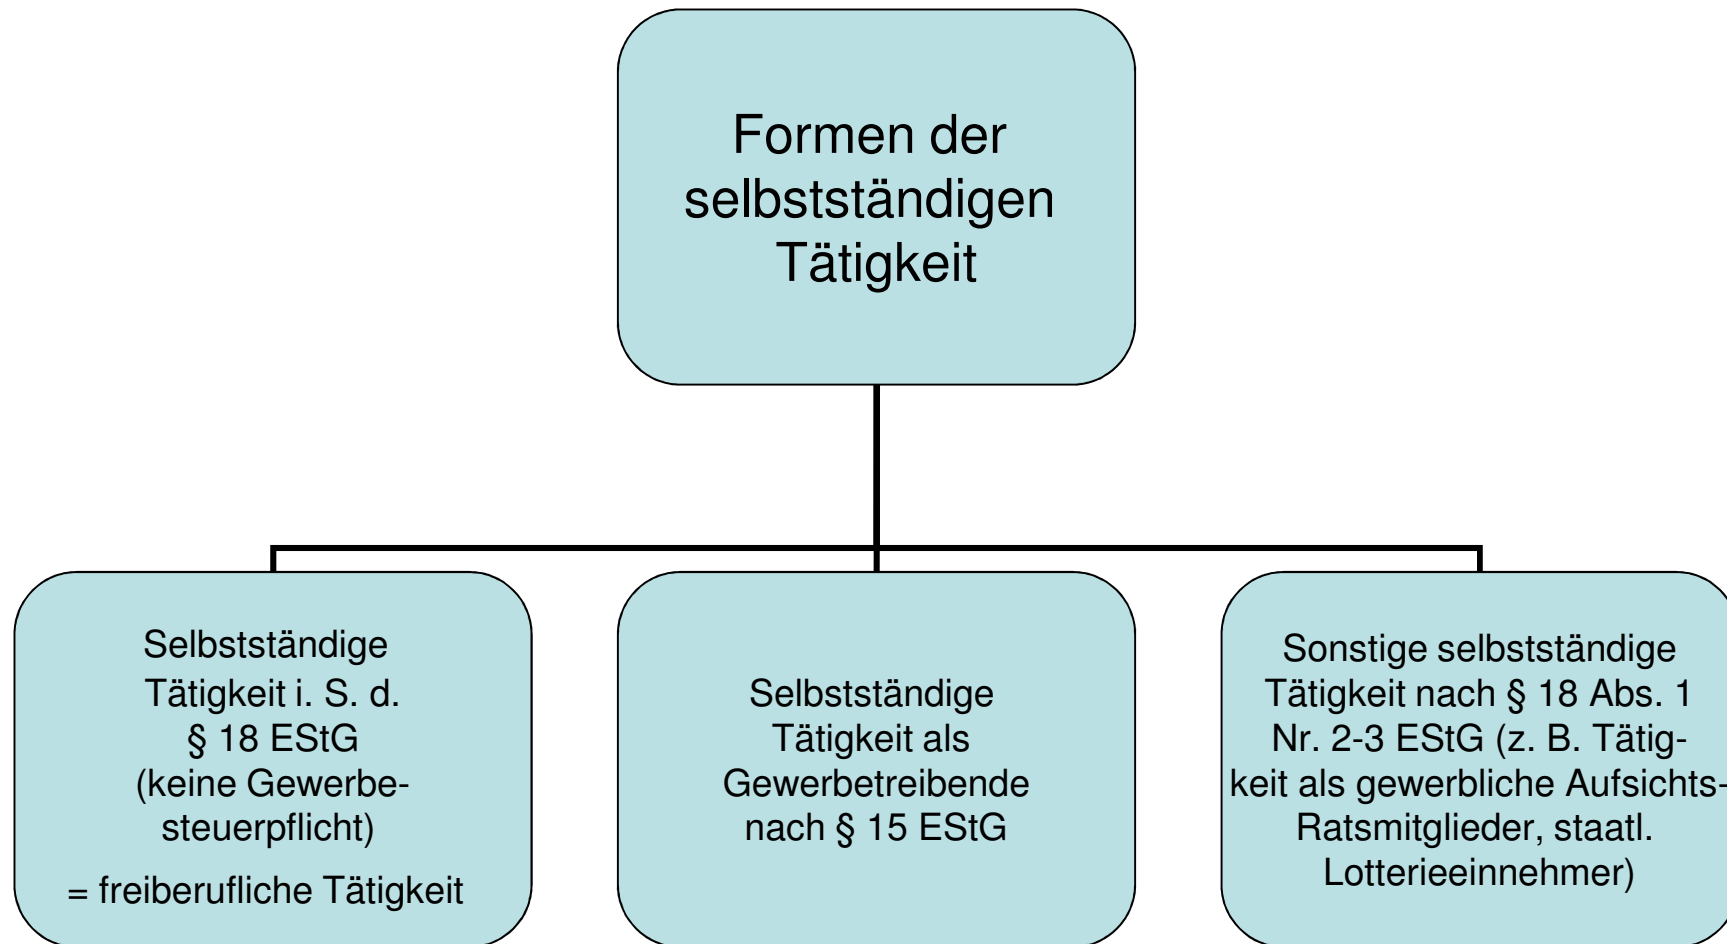 Formen der
selbstständigen
Tätigkeit
Selbstständige
Tätigkeit i. S. d.
§ 18 EStG
(keine Gewerbe-
steuerpflicht)
= freiberufliche Tätigkeit
Selbstständige
Tätigkeit als
Gewerbetreibende
nach § 15 EStG
Sonstige selbstständige
Tätigkeit nach § 18 Abs. 1
Nr. 2-3 EStG (z. B. Tätig-
keit als gewerbliche Aufsichts-
Ratsmitglieder, staatl.
Lotterieeinnehmer)